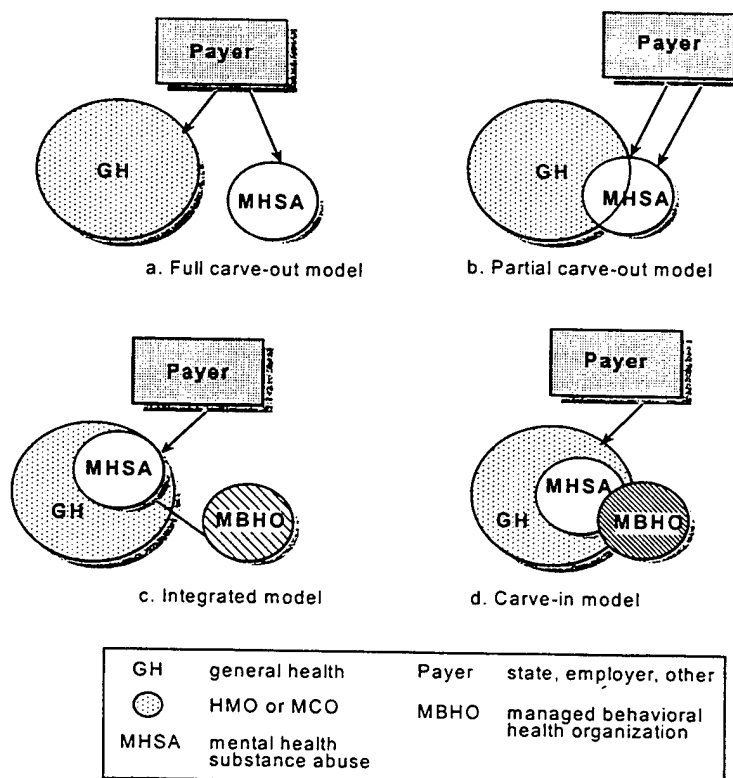 Payer
GH
MHSA
a. Full carve-out model
Payer
GH
MHSA
b. Partial carve-out model
Payer
MHSA
GH
MBHO
c. Integrated model
Payer
MHSA
GH
MBHO
d. Carve-in model
GH general health
HMO or MCO
MHSA mental health
substance abuse
Payer state, employer, other
MBHO managed behavioral
health organization